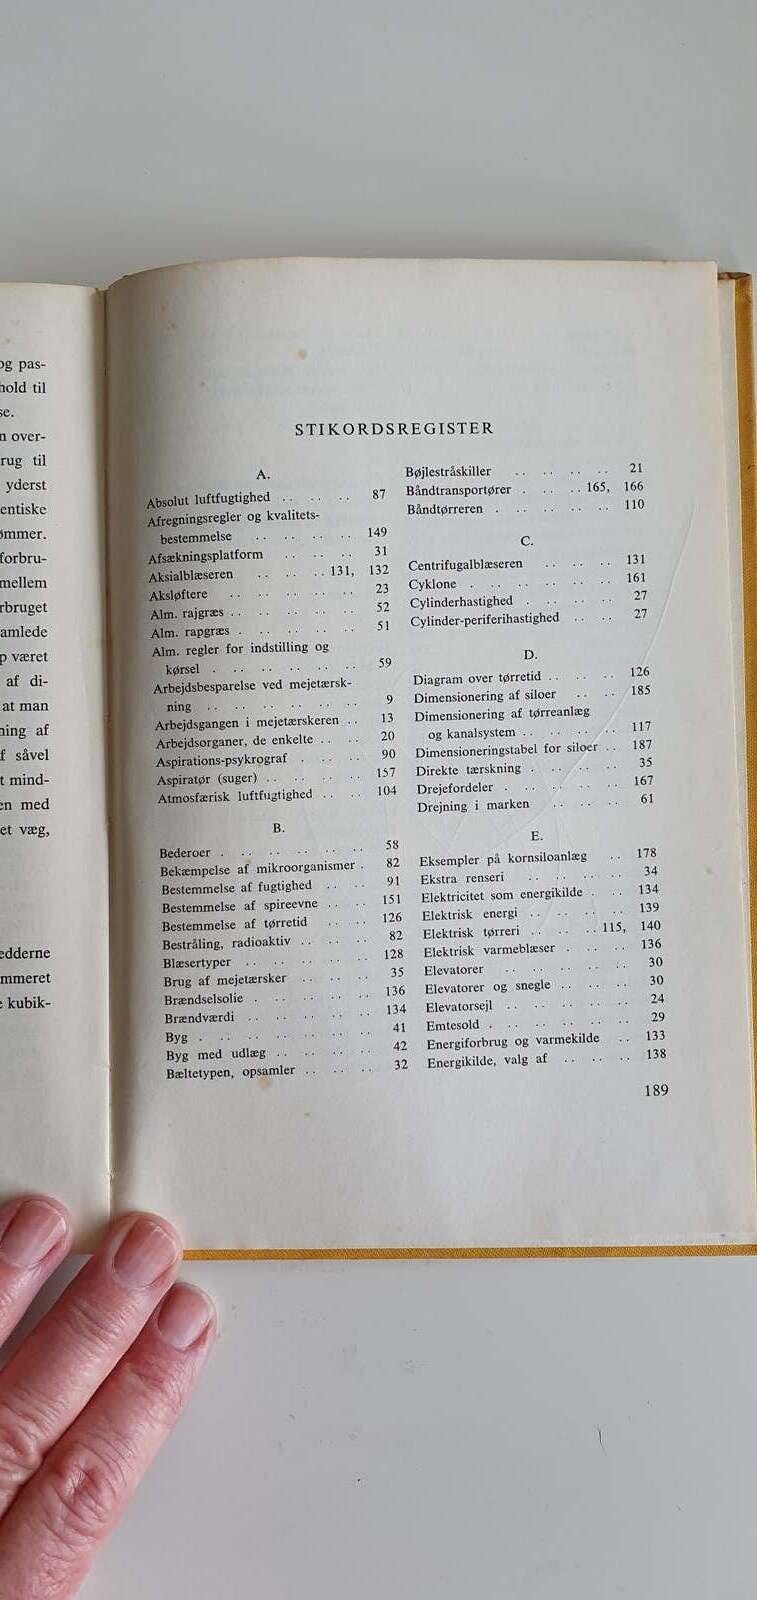 og pas-
hold til
se.
n over-
rug til
yderst
entiske
ømmer.
forbru-
mellem
rbruget
amlede
p været
af di-
at man
ning af
f såvel
t mind-
en med
et væg,
edderne
mmeret
e kubik-
STIKORDSREGISTER
A.
Absolut luftfugtighed .. .. .. 87
Afregningsregler og kvalitets-
bestemmelse .. .. .. .. 149
Afsækningsplatform .. .. .. 31
Aksialblæseren .. .. .. 131, 132
Aksløftere .. .. .. .. .. 23
Alm. rajgræs .. .. .. .. .. 52
Alm. rapgræs . .. .. .. .. 51
Alm. regler for indstilling og
kørsel . .. .. .. .. .. 59
Arbejdsbesparelse ved mejetærsk-
ning .. .. .. .. .. .. 9
Arbejdsgangen i mejetærskeren .. 13
Arbejdsorganer, de enkelte .. .. 20
Aspirations-psykrograf . .. .. 90
Aspiratør (suger) .. .. .. .. 157
Atmosfærisk luftfugtighed .. .. 104
B.
Bederoer . .. .. .. .. .. 58
Bekæmpelse af mikroorganismer . 82
Bestemmelse af fugtighed .. .. 91
Bestemmelse af spireevne .. .. 151
Bestemmelse af tørretid .. .. 126
Bestråling, radioaktiv .. .. .. 82
Blæsertyper .. .. .. .. .. 128
Brug af mejetærsker .. .. .. 35
Brændselsolie . .. .. .. .. 136
Brændværdi .. .. .. .. .. 134
Byg . .. .. .. .. .. .. 41
Byg med udlæg .. .. .. .. 42
Bæltetypen, opsamler .. .. .. 32
Bøjlestråskiller .. .. .. .. 21
Båndtransportører . .. .. 165, 166
Båndtørreren . .. .. .. .. 110
C.
Centrifugalblæseren .. .. .. 131
Cyklone . .. .. .. .. .. 161
Cylinderhastighed . .. .. .. 27
Cylinder-periferihastighed .. .. 27
D.
Diagram over tørretid .. .. .. 126
Dimensionering af siloer .. .. 185
Dimensionering af tørreanlæg
og kanalsystem .. .. .. .. 117
Dimensioneringstabel for siloer .. 187
Direkte tærskning . .. .. .. 35
Drejefordeler . .. .. .. .. 167
Drejning i marken .. .. .. 61
E.
Eksempler på kornsiloanlæg .. 178
Ekstra renseri .. .. .. .. 34
Elektricitet som energikilde . .. 134
Elektrisk energi .. .. .. .. 139
Elektrisk tørreri .. .. .. 115, 140
Elektrisk varmeblæser . .. .. 136
Elevatorer .. .. .. .. .. 30
Elevatorer og snegle .. .. .. 30
Elevatorsejl .. .. .. .. .. 24
Emtesold . .. .. .. .. .. 29
Energiforbrug og varmekilde .. 133
Energikilde, valg af .. .. .. 138
189